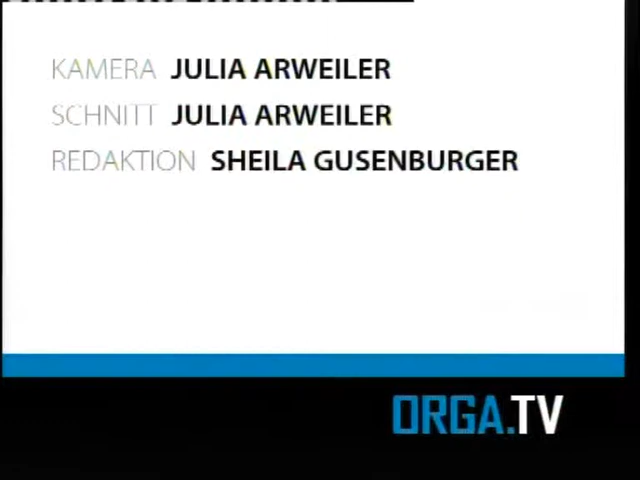 KAMERA JULIA ARWEILER
SCHNITT JULIA ARWEILER
REDAKTION SHEILA GUSENBURGER
ORGA.TV